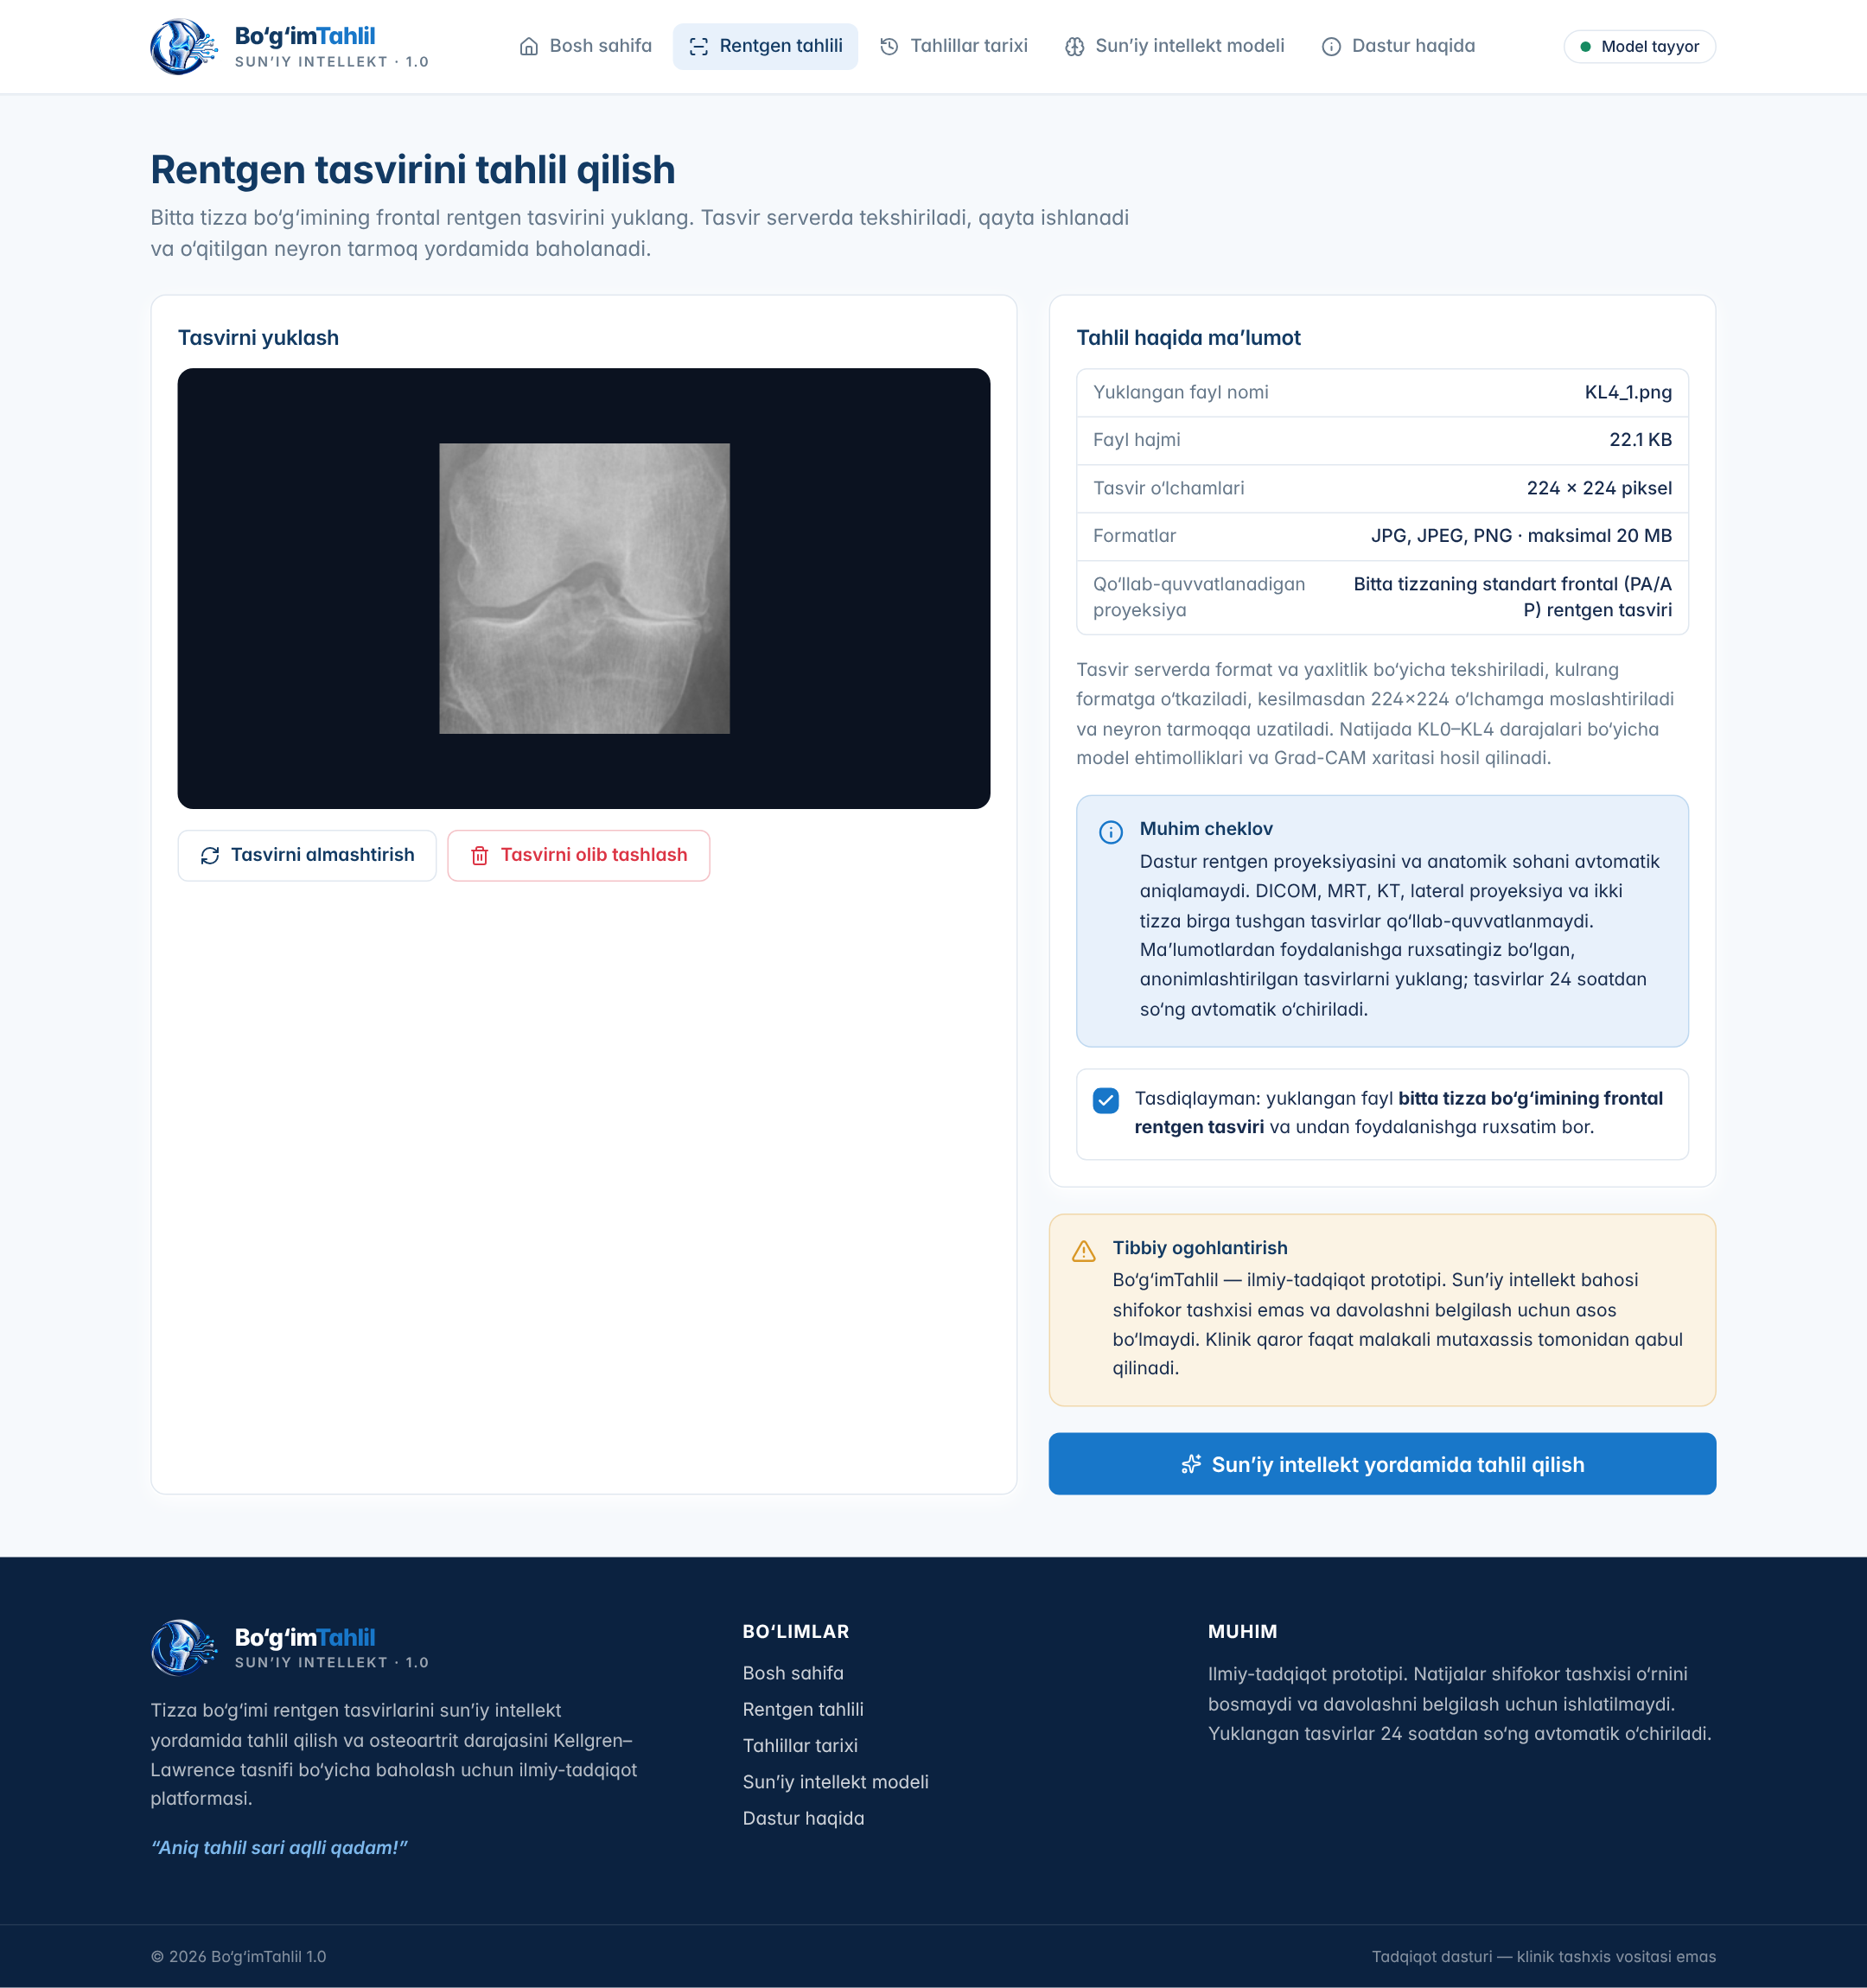 Bo‘g‘imTahlil
SUN’IY INTELLEKT · 1.0
Bosh sahifa
Rentgen tahlili
Tahlillar tarixi
Sun’iy intellekt modeli
Dastur haqida
Model tayyor
Rentgen tasvirini tahlil qilish
Bitta tizza bo‘g‘imining frontal rentgen tasvirini yuklang. Tasvir serverda tekshiriladi, qayta ishlanadi
va o‘qitilgan neyron tarmoq yordamida baholanadi.
Tasvirni yuklash
Tasvirni almashtirish
Tasvirni olib tashlash
Tahlil haqida ma’lumot
Yuklangan fayl nomi
KL4_1.png
Fayl hajmi
22.1 KB
Tasvir o‘lchamlari
224 × 224 piksel
Formatlar
JPG, JPEG, PNG · maksimal 20 MB
Qo‘llab-quvvatlanadigan
proyeksiya
Bitta tizzaning standart frontal (PA/A
P) rentgen tasviri
Tasvir serverda format va yaxlitlik bo‘yicha tekshiriladi, kulrang
formatga o‘tkaziladi, kesilmasdan 224×224 o‘lchamga moslashtiriladi
va neyron tarmoqqa uzatiladi. Natijada KL0–KL4 darajalari bo‘yicha
model ehtimolliklari va Grad-CAM xaritasi hosil qilinadi.
Muhim cheklov
Dastur rentgen proyeksiyasini va anatomik sohani avtomatik
aniqlamaydi. DICOM, MRT, KT, lateral proyeksiya va ikki
tizza birga tushgan tasvirlar qo‘llab-quvvatlanmaydi.
Ma’lumotlardan foydalanishga ruxsatingiz bo‘lgan,
anonimlashtirilgan tasvirlarni yuklang; tasvirlar 24 soatdan
so‘ng avtomatik o‘chiriladi.
Tasdiqlayman: yuklangan fayl bitta tizza bo‘g‘imining frontal
rentgen tasviri va undan foydalanishga ruxsatim bor.
Tibbiy ogohlantirish
Bo‘g‘imTahlil — ilmiy-tadqiqot prototipi. Sun’iy intellekt bahosi
shifokor tashxisi emas va davolashni belgilash uchun asos
bo‘lmaydi. Klinik qaror faqat malakali mutaxassis tomonidan qabul
qilinadi.
Sun’iy intellekt yordamida tahlil qilish
Bo‘g‘imTahlil
SUN’IY INTELLEKT · 1.0
Tizza bo‘g‘imi rentgen tasvirlarini sun’iy intellekt
yordamida tahlil qilish va osteoartrit darajasini Kellgren–
Lawrence tasnifi bo‘yicha baholash uchun ilmiy-tadqiqot
platformasi.
“Aniq tahlil sari aqlli qadam!”
BO‘LIMLAR
Bosh sahifa
Rentgen tahlili
Tahlillar tarixi
Sun’iy intellekt modeli
Dastur haqida
MUHIM
Ilmiy-tadqiqot prototipi. Natijalar shifokor tashxisi o‘rnini
bosmaydi va davolashni belgilash uchun ishlatilmaydi.
Yuklangan tasvirlar 24 soatdan so‘ng avtomatik o‘chiriladi.
© 2026 Bo‘g‘imTahlil 1.0
Tadqiqot dasturi — klinik tashxis vositasi emas